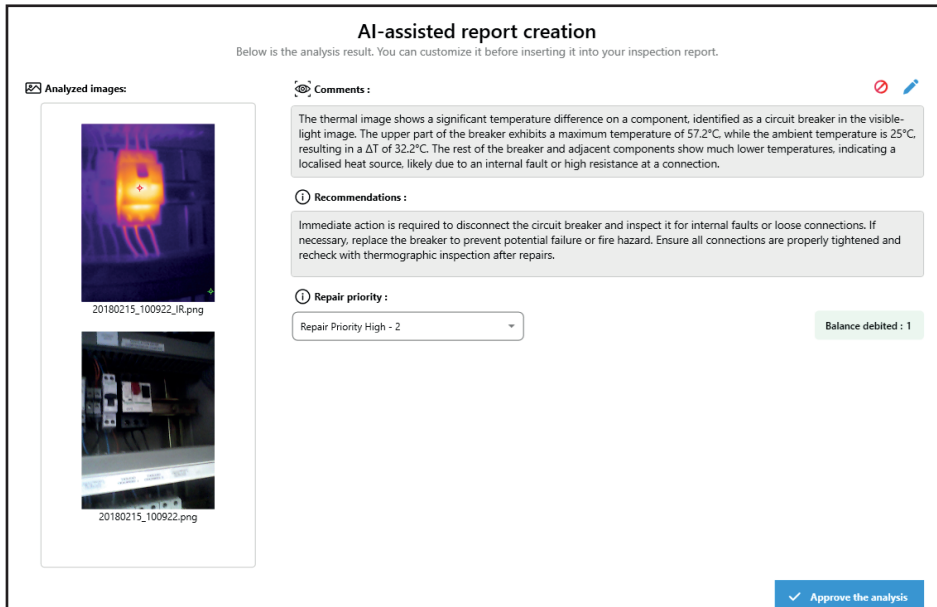 AI-assisted report creation
Below is the analysis result. You can customize it before inserting it into your inspection report.
Analyzed images:
20180215_100922_IR.png
20180215_100922.png
Comments :
The thermal image shows a significant temperature difference on a component, identified as a circuit breaker in the visible-
light image. The upper part of the breaker exhibits a maximum temperature of 57.2°C, while the ambient temperature is 25°C,
resulting in a ΔT of 32.2°C. The rest of the breaker and adjacent components show much lower temperatures, indicating a
localised heat source, likely due to an internal fault or high resistance at a connection.
Recommendations :
Immediate action is required to disconnect the circuit breaker and inspect it for internal faults or loose connections. If
necessary, replace the breaker to prevent potential failure or fire hazard. Ensure all connections are properly tightened and
recheck with thermographic inspection after repairs.
Repair priority :
Repair Priority High - 2
Balance debited : 1
Approve the analysis